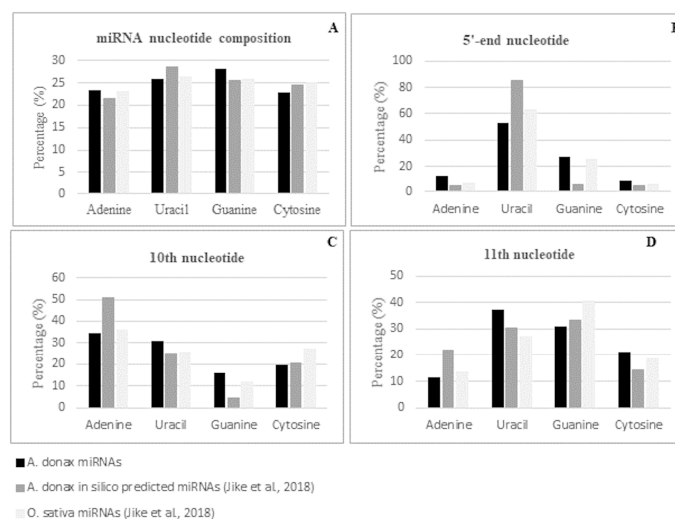 miRNA nucleotide composition
A
Percentage (%)
30
25
20
15
10
5
0
Adenine Uracil Guanine Cytosine
5'-end nucleotide
Percentage (%)
100
80
60
40
20
0
Adenine Uracil Guanine Cytosine
10th nucleotide
C
Percentage (%)
60
50
40
30
20
10
0
Adenine Uracil Guanine Cytosine
11th nucleotide
D
Percentage (%)
50
40
30
20
10
0
Adenine Uracil Guanine Cytosine
A. donax miRNAs
A. donax in silico predicted miRNAs (Jike et al., 2018)
O. sativa miRNAs (Jike et al., 2018)